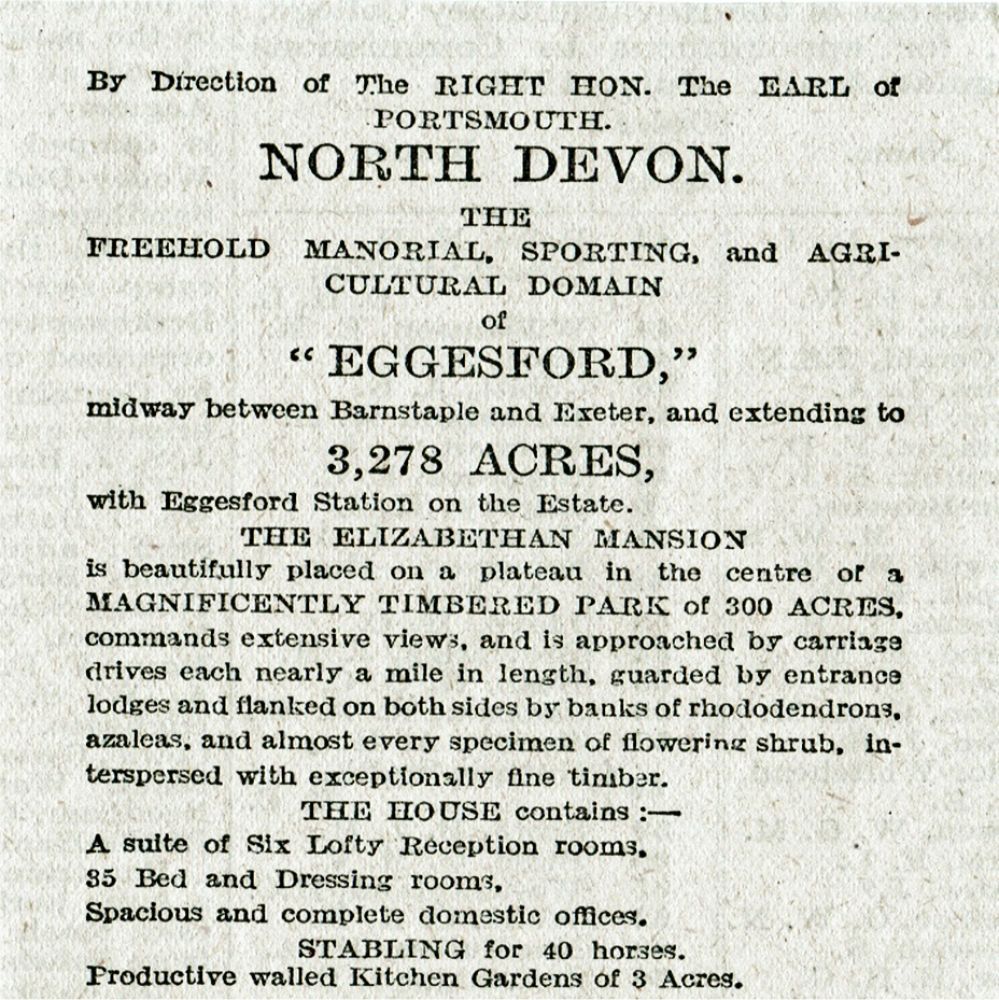 By Direction of The RIGHT HON. The EARL of
PORTSMOUTH.
NORTH DEVON.
THE
FREEHOLD MANORIAL, SPORTING, and AGRI-
CULTURAL DOMAIN
of
“ EGGESFORD,”
midway between Barnstaple and Exeter, and extending to
3,278 ACRES,
with Eggesford Station on the Estate.
THE ELIZABETHAN MANSION
is beautifully placed on a plateau in the centre of a
MAGNIFICENTLY TIMBERED PARK of 300 ACRES,
commands extensive views, and is approached by carriage
drives each nearly a mile in length, guarded by entrance
lodges and flanked on both sides by banks of rhododendrons,
azaleas, and almost every specimen of flowering shrub, in-
terspersed with exceptionally fine timber.
THE HOUSE contains :—
A suite of Six Lofty Reception rooms.
35 Bed and Dressing rooms.
Spacious and complete domestic offices.
STABLING for 40 horses.
Productive walled Kitchen Gardens of 3 Acres.